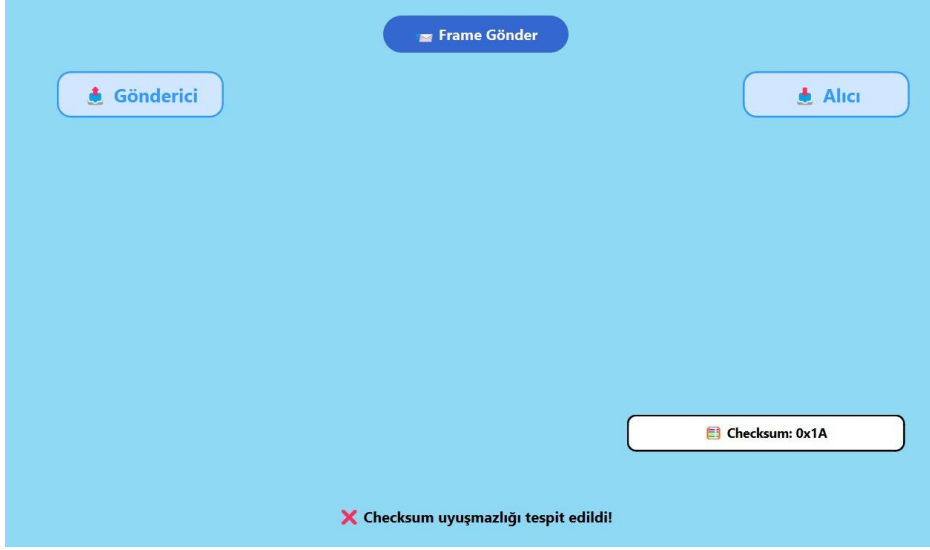 Frame Gönder
Gönderici
Alıcı
Checksum: 0x1A
Checksum uyuşmazlığı tespit edildi!